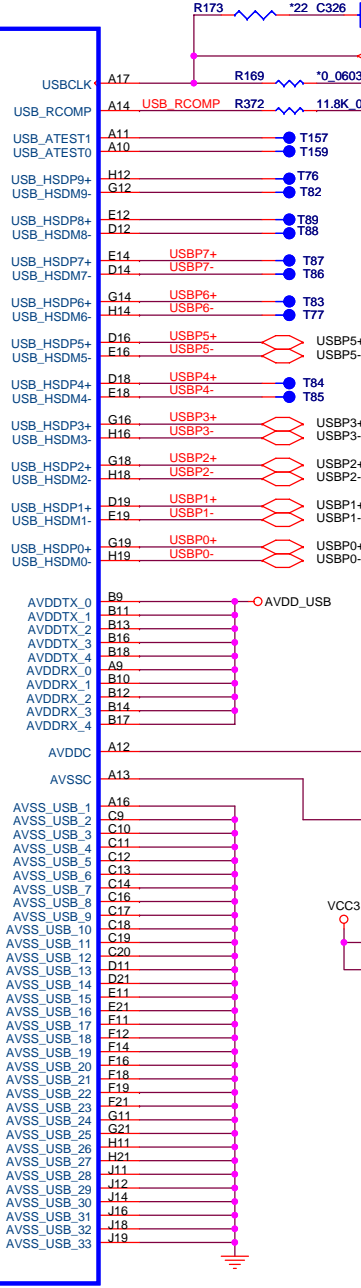 R173 *22 C326
USBCLK A17 R169 *0_0603
USB_RCOMP A14 USB_RCOMP R372 11.8K_0
USB_ATEST1 A11 T157
USB_ATEST0 A10 T159
USB_HSDP9+ H12 T76
USB_HSDM9- G12 T82
USB_HSDP8+ E12 T89
USB_HSDM8- D12 T88
USB_HSDP7+ E14 USBP7+ T87
USB_HSDM7- D14 USBP7- T86
USB_HSDP6+ G14 USBP6+ T83
USB_HSDM6- H14 USBP6- T77
USB_HSDP5+ D16 USBP5+ USBP5+
USB_HSDM5- E16 USBP5- USBP5-
USB_HSDP4+ D18 USBP4+ T84
USB_HSDM4- E18 USBP4- T85
USB_HSDP3+ G16 USBP3+ USBP3+
USB_HSDM3- H16 USBP3- USBP3-
USB_HSDP2+ G18 USBP2+ USBP2+
USB_HSDM2- H18 USBP2- USBP2-
USB_HSDP1+ D19 USBP1+ USBP1+
USB_HSDM1- E19 USBP1- USBP1-
USB_HSDP0+ G19 USBP0+ USBP0+
USB_HSDM0- H19 USBP0- USBP0-
AVDDTX_0 B9 AVDD_USB
AVDDTX_1 B11
AVDDTX_2 B13
AVDDTX_3 B16
AVDDTX_4 B18
AVDDRX_0 A9
AVDDRX_1 B10
AVDDRX_2 B12
AVDDRX_3 B14
AVDDRX_4 B17
AVDDC A12
AVSSC A13
AVSS_USB_1 A16
AVSS_USB_2 C9
AVSS_USB_3 C10
AVSS_USB_4 C11
AVSS_USB_5 C12
AVSS_USB_6 C13
AVSS_USB_7 C14
AVSS_USB_8 C16
AVSS_USB_9 C17
VCC3
AVSS_USB_10 C18
AVSS_USB_11 C19
AVSS_USB_12 C20
AVSS_USB_13 D11
AVSS_USB_14 D21
AVSS_USB_15 E11
AVSS_USB_16 E21
AVSS_USB_17 F11
AVSS_USB_18 F12
AVSS_USB_19 F14
AVSS_USB_20 F16
AVSS_USB_21 F18
AVSS_USB_22 F19
AVSS_USB_23 F21
AVSS_USB_24 G11
AVSS_USB_25 G21
AVSS_USB_26 H11
AVSS_USB_27 H21
AVSS_USB_28 J11
AVSS_USB_29 J12
AVSS_USB_30 J14
AVSS_USB_31 J16
AVSS_USB_32 J18
AVSS_USB_33 J19